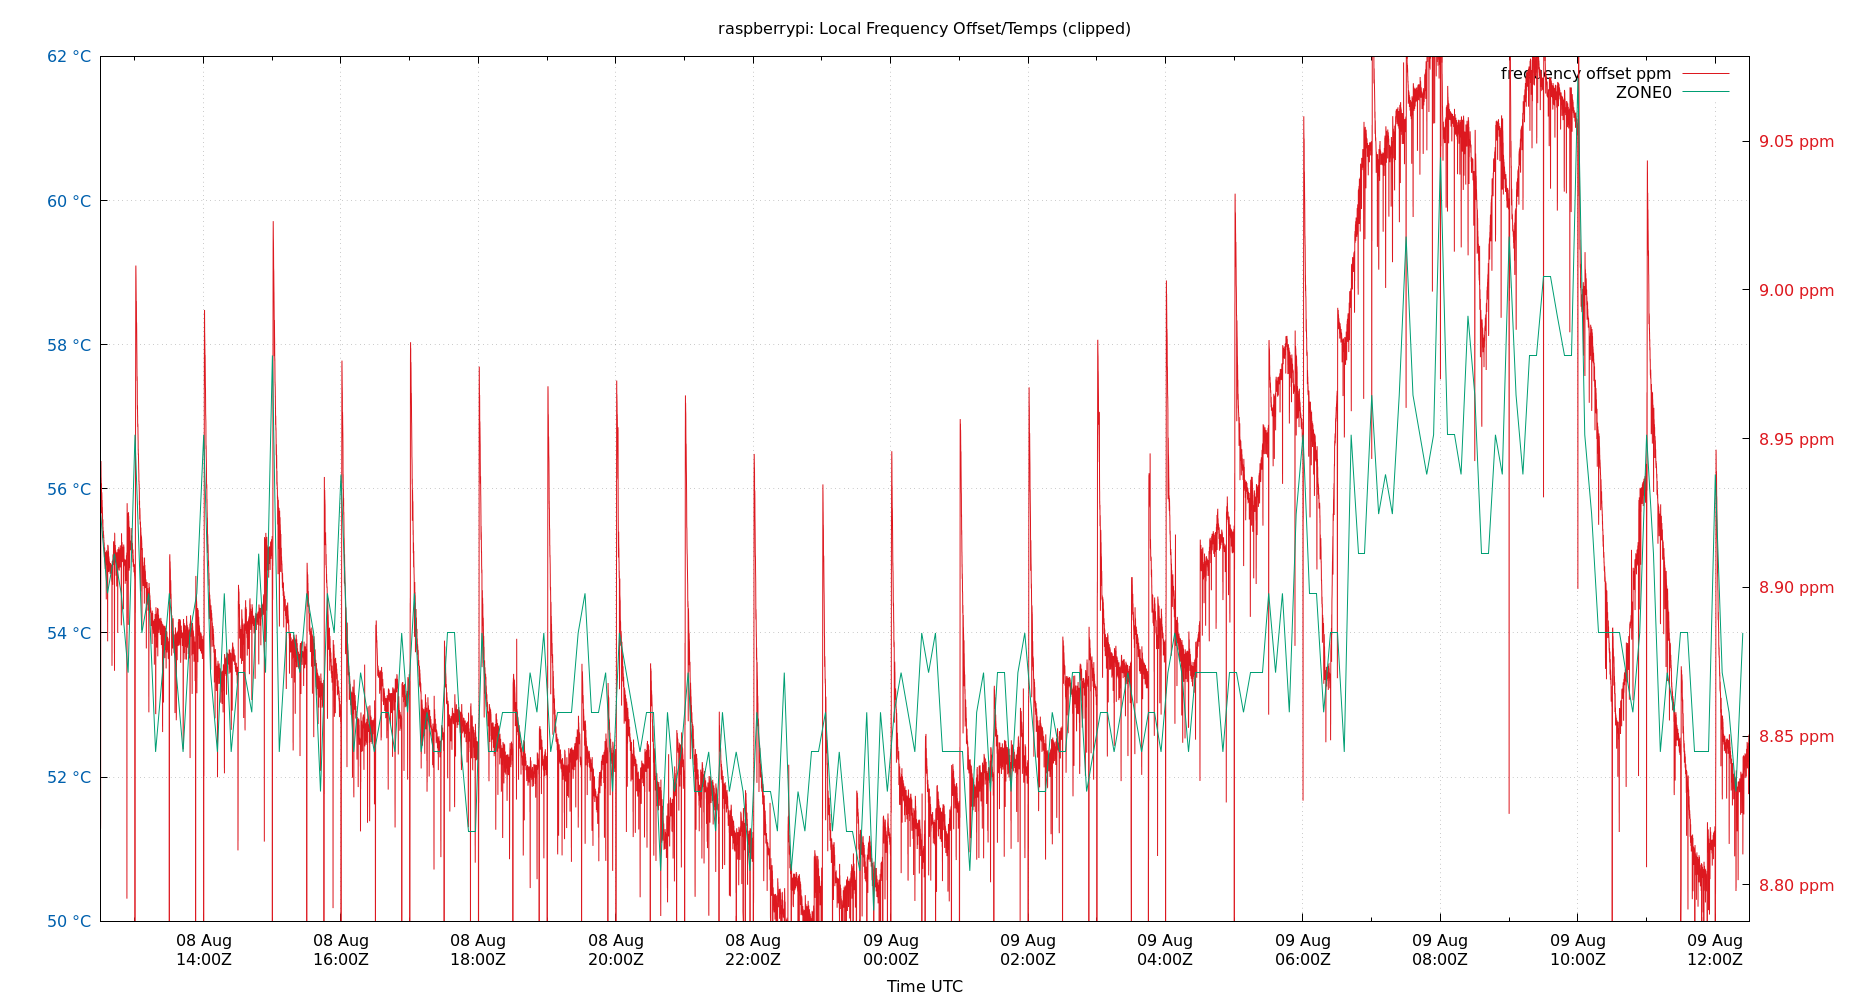 raspberrypi: Local Frequency Offset/Temps (clipped)
62 °C
60 °C
58 °C
56 °C
54 °C
52 °C
50 °C
frequency offset ppm
ZONE0
9.05 ppm
9.00 ppm
8.95 ppm
8.90 ppm
8.85 ppm
8.80 ppm
08 Aug
14:00Z
08 Aug
16:00Z
08 Aug
18:00Z
08 Aug
20:00Z
08 Aug
22:00Z
09 Aug
00:00Z
09 Aug
02:00Z
09 Aug
04:00Z
09 Aug
06:00Z
09 Aug
08:00Z
09 Aug
10:00Z
09 Aug
12:00Z
Time UTC